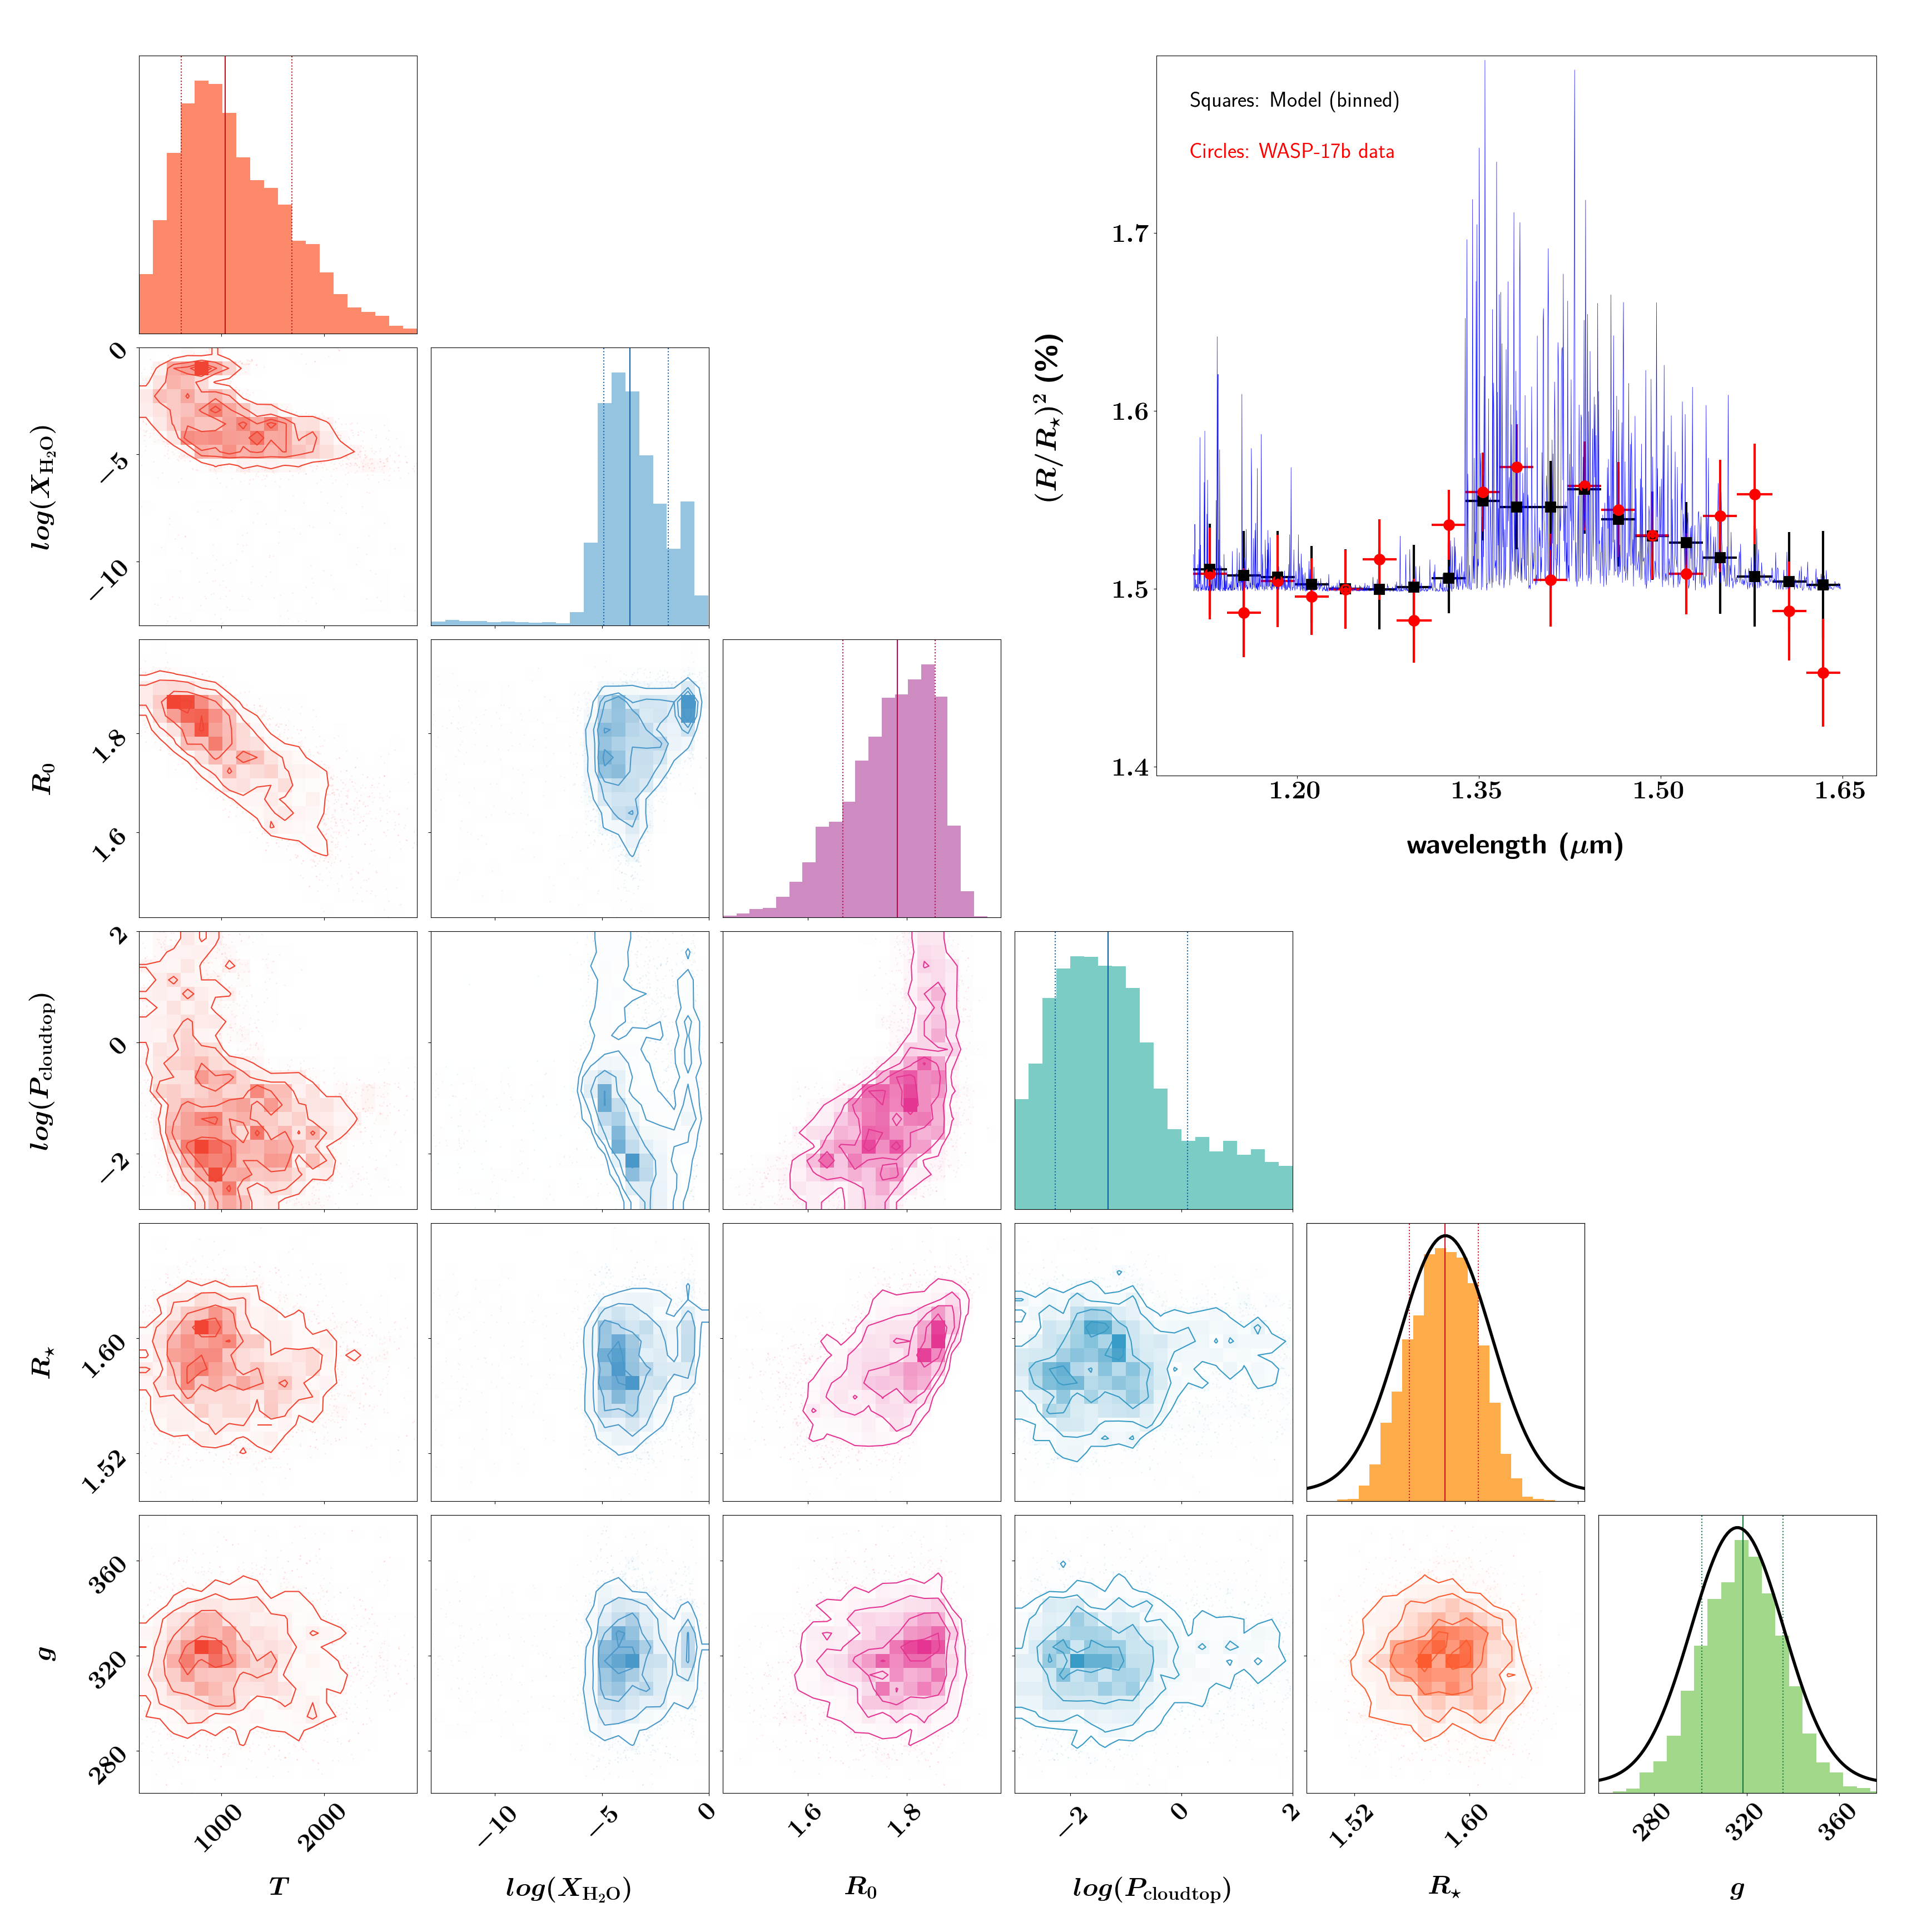 Squares: Model (binned)
Circles: WASP-17b data
(R/R⋆)² (%)
1.7
1.6
1.5
1.4
1.20 1.35 1.50 1.65
wavelength (μm)
log(X_H₂O)
0
−5
−10
R₀
1.8
1.6
log(P_cloudtop)
2
0
−2
R⋆
1.60
1.52
g
360
320
280
1000 2000 −10 −5 0 1.6 1.8 −2 0 2 1.52 1.60 280 320 360
T log(X_H₂O) R₀ log(P_cloudtop) R⋆ g